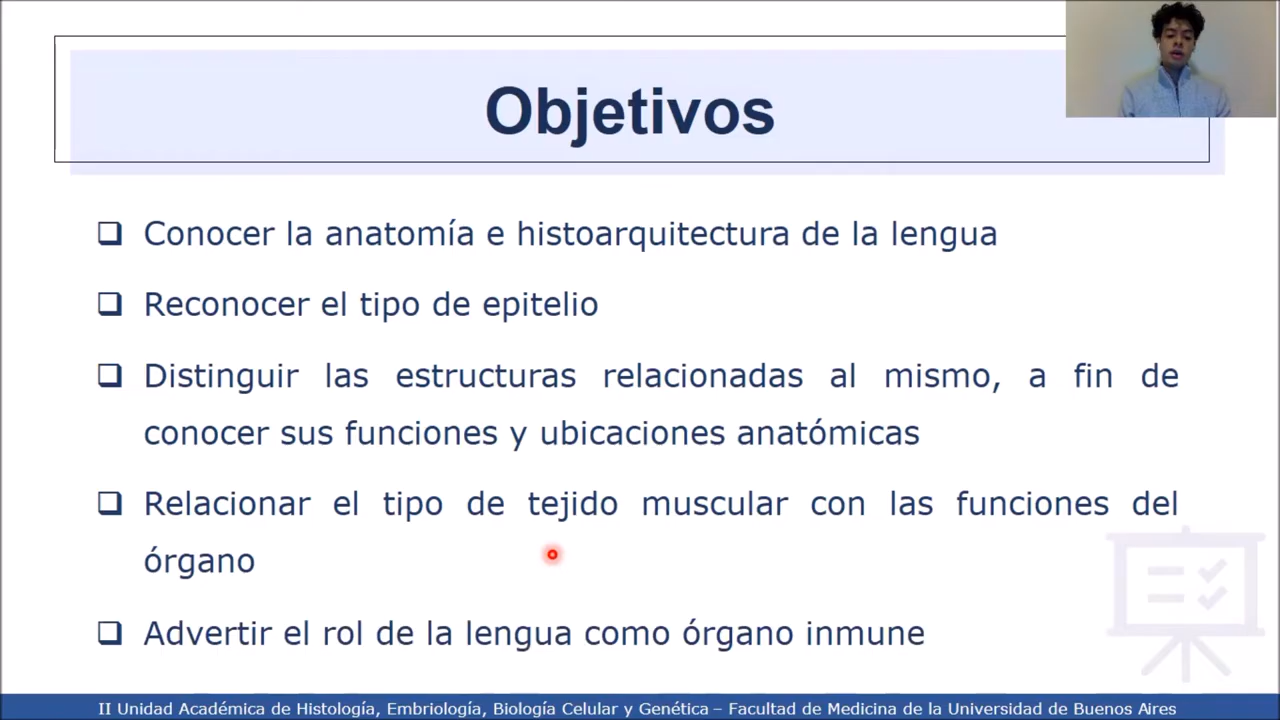 Objetivos
Conocer la anatomía e histoarquitectura de la lengua
Reconocer el tipo de epitelio
Distinguir las estructuras relacionadas al mismo, a fin de
conocer sus funciones y ubicaciones anatómicas
Relacionar el tipo de tejido muscular con las funciones del
órgano
Advertir el rol de la lengua como órgano inmune
II Unidad Académica de Histología, Embriología, Biología Celular y Genética – Facultad de Medicina de la Universidad de Buenos Aires